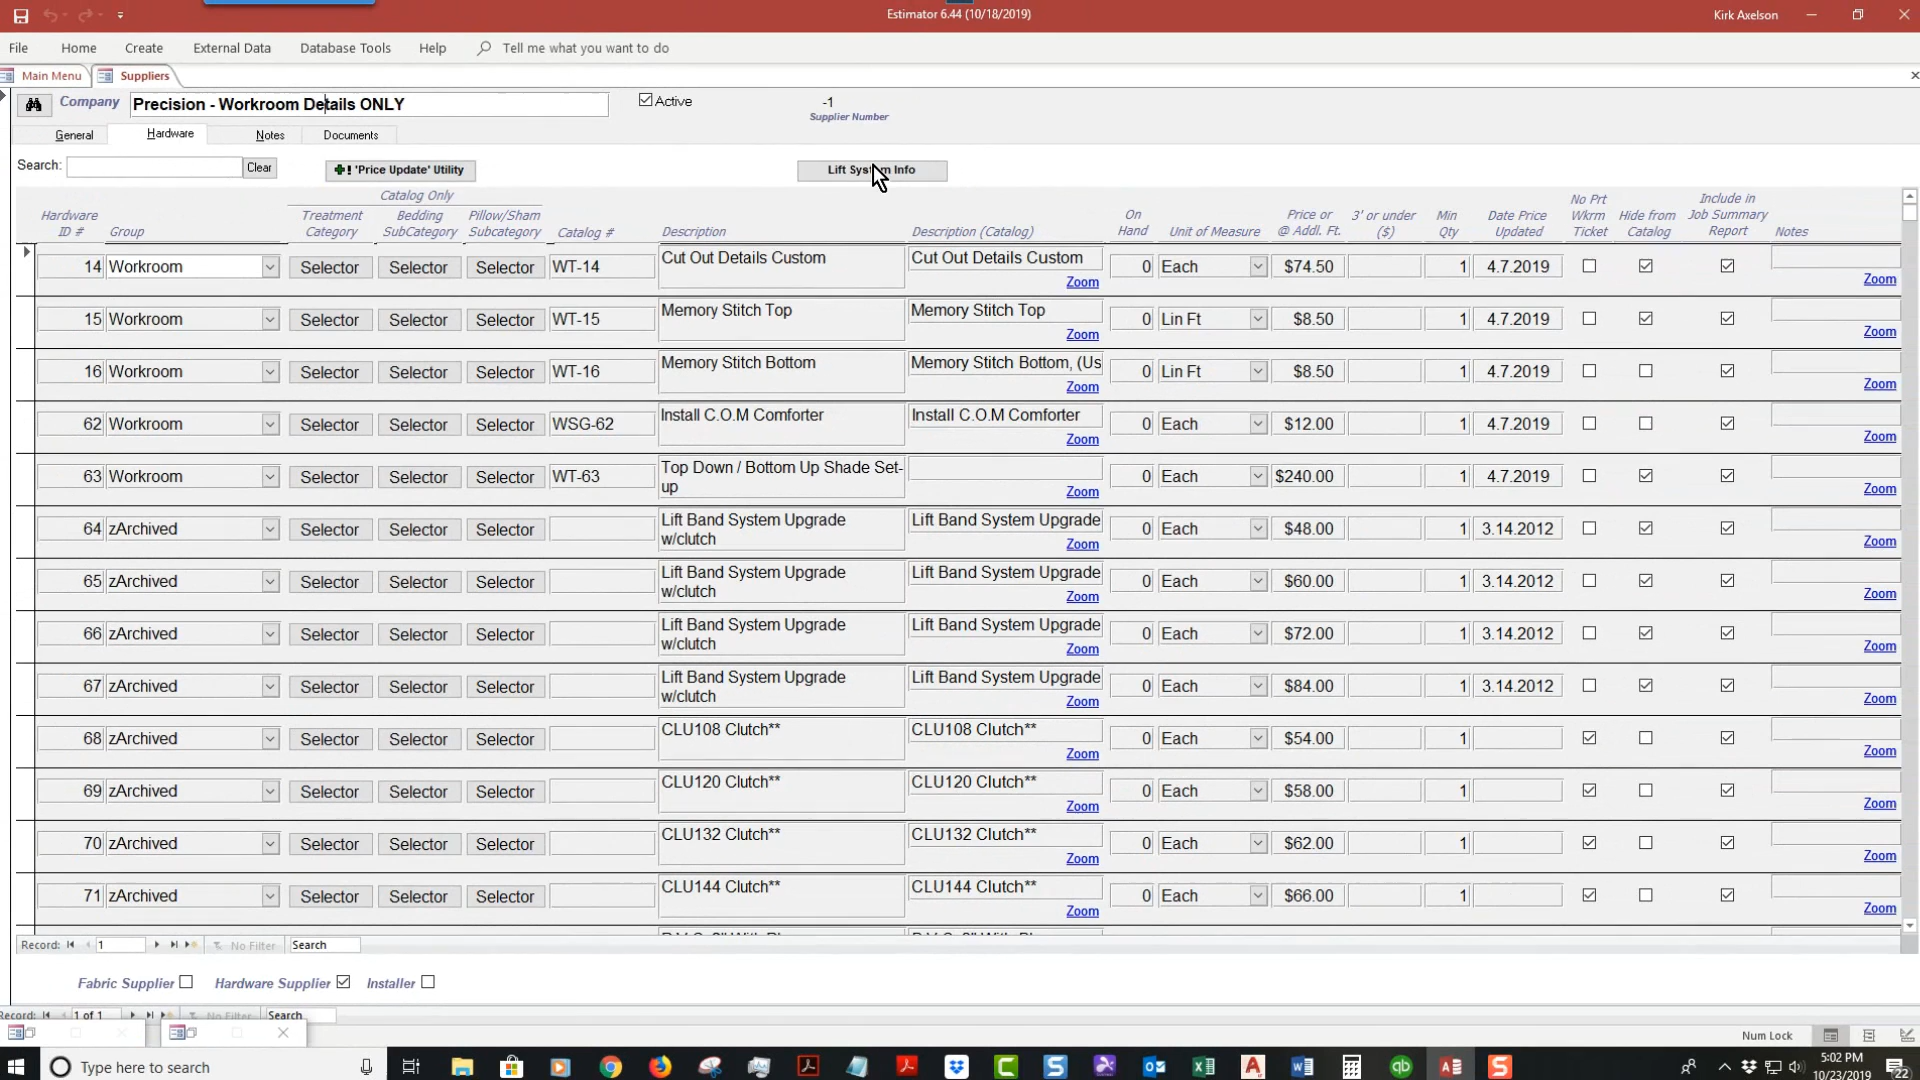 Estimator 6.44 (10/18/2019)
Kirk Axelson
File Home Create External Data Database Tools Help Tell me what you want to do
Main Menu Suppliers
Company Precision - Workroom Details ONLY Active -1
Supplier Number
General Hardware Notes Documents
Search: Clear ! 'Price Update' Utility Lift System Info
Catalog Only
Hardware ID # Group Treatment Category Bedding SubCategory Pillow/Sham Subcategory Catalog # Description Description (Catalog) On Hand Unit of Measure Price or @ Addl. Ft. 3' or under ($) Min Qty Date Price Updated No Prt Wkrm Ticket Hide from Catalog Include in Job Summary Report Notes
14 Workroom Selector Selector Selector WT-14 Cut Out Details Custom Cut Out Details Custom 0 Each $74.50 1 4.7.2019
Zoom Zoom
15 Workroom Selector Selector Selector WT-15 Memory Stitch Top Memory Stitch Top 0 Lin Ft $8.50 1 4.7.2019
Zoom Zoom
16 Workroom Selector Selector Selector WT-16 Memory Stitch Bottom Memory Stitch Bottom, (Us 0 Lin Ft $8.50 1 4.7.2019
Zoom Zoom
62 Workroom Selector Selector Selector WSG-62 Install C.O.M Comforter Install C.O.M Comforter 0 Each $12.00 1 4.7.2019
Zoom Zoom
63 Workroom Selector Selector Selector WT-63 Top Down / Bottom Up Shade Set-up 0 Each $240.00 1 4.7.2019
Zoom Zoom
64 zArchived Selector Selector Selector Lift Band System Upgrade w/clutch Lift Band System Upgrade 0 Each $48.00 1 3.14.2012
Zoom Zoom
65 zArchived Selector Selector Selector Lift Band System Upgrade w/clutch Lift Band System Upgrade 0 Each $60.00 1 3.14.2012
Zoom Zoom
66 zArchived Selector Selector Selector Lift Band System Upgrade w/clutch Lift Band System Upgrade 0 Each $72.00 1 3.14.2012
Zoom Zoom
67 zArchived Selector Selector Selector Lift Band System Upgrade w/clutch Lift Band System Upgrade 0 Each $84.00 1 3.14.2012
Zoom Zoom
68 zArchived Selector Selector Selector CLU108 Clutch** CLU108 Clutch** 0 Each $54.00 1
Zoom Zoom
69 zArchived Selector Selector Selector CLU120 Clutch** CLU120 Clutch** 0 Each $58.00 1
Zoom Zoom
70 zArchived Selector Selector Selector CLU132 Clutch** CLU132 Clutch** 0 Each $62.00 1
Zoom Zoom
71 zArchived Selector Selector Selector CLU144 Clutch** CLU144 Clutch** 0 Each $66.00 1
Zoom Zoom
Record: 1 No Filter Search
Fabric Supplier Hardware Supplier Installer
Record: 1 of 1 No Filter Search
Num Lock
Type here to search
5:02 PM
10/23/2019
22